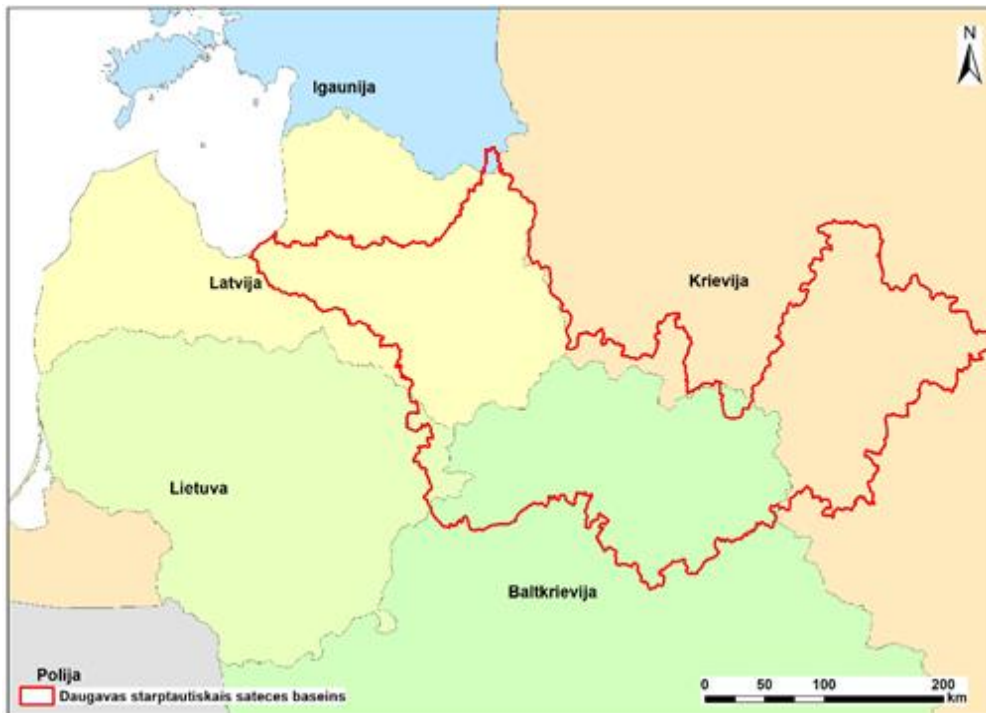 N
Igaunija
Krievija
Latvija
Lietuva
Baltkrievija
Polija
Daugavas starptautiskais sateces baseins
0 50 100 200
km